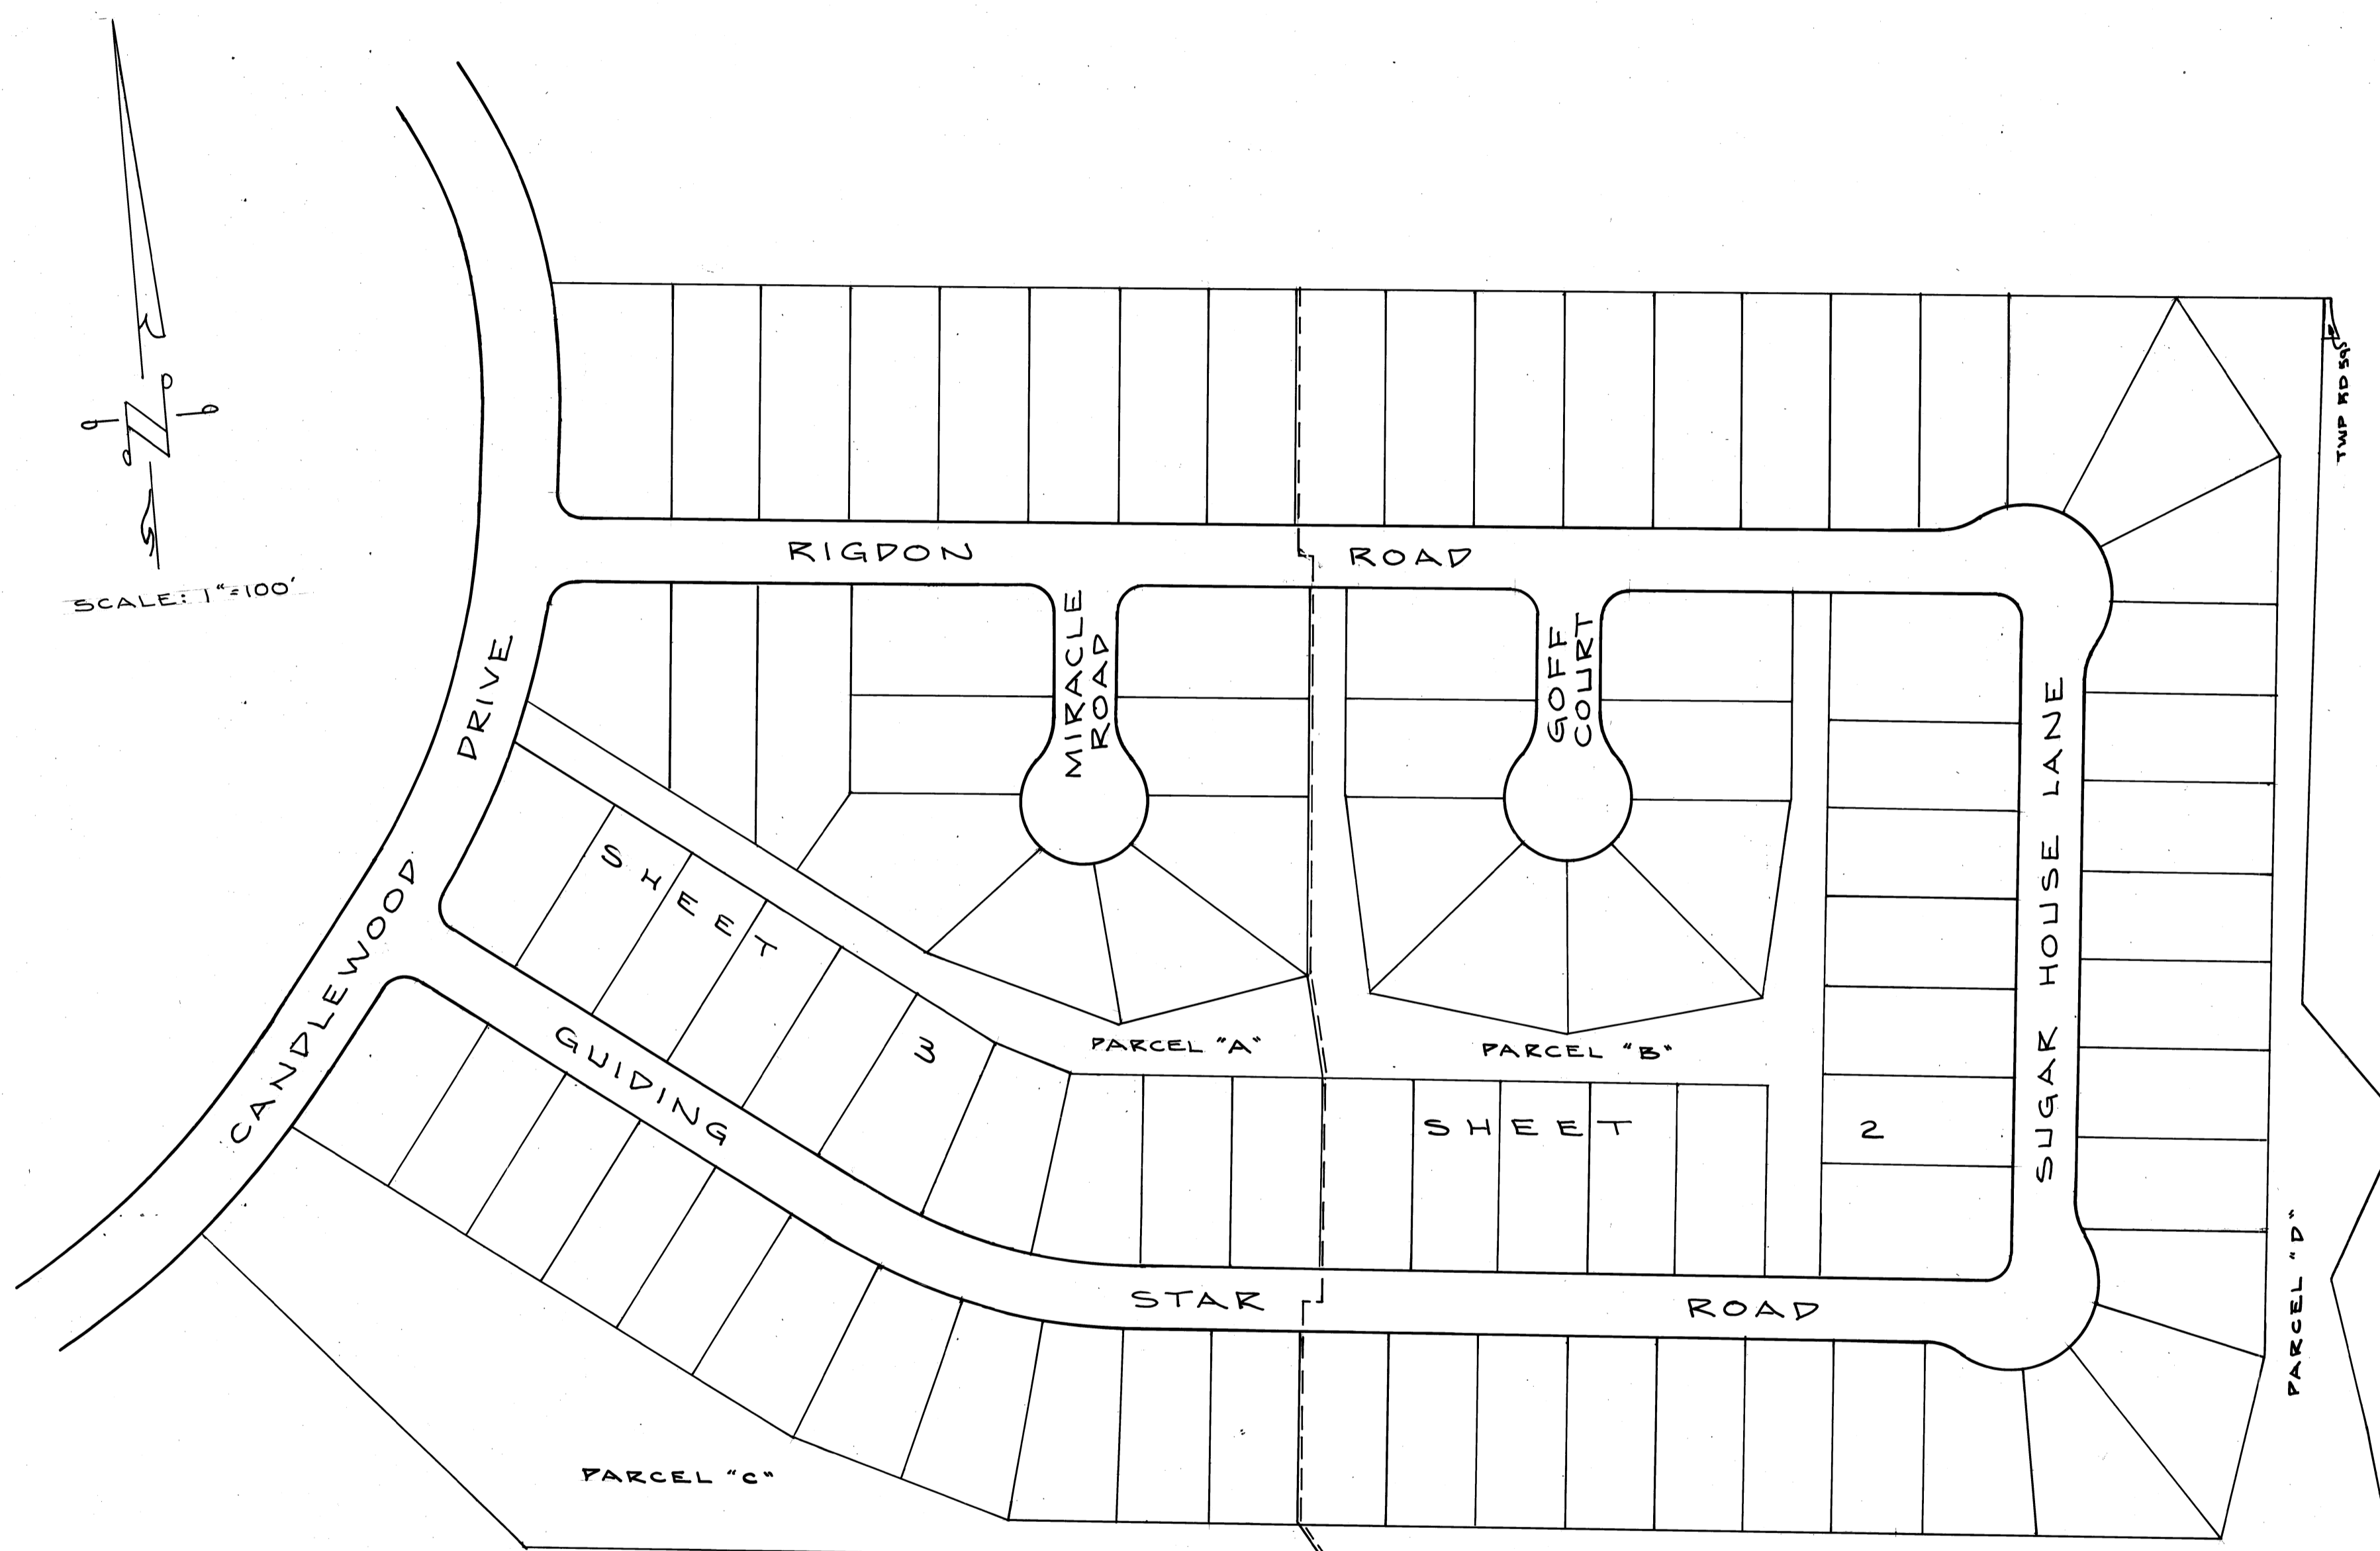 SCALE: 1"=100'
RIGDON ROAD
TWP RD 59
MIRACLE
ROAD
GOFF
COURT
CANDLEWOOD DRIVE
SHEET 3
GUIDING STAR ROAD
PARCEL "A"
PARCEL "B"
SHEET 2
SUGAR HOUSE LANE
PARCEL "D"
PARCEL "C"